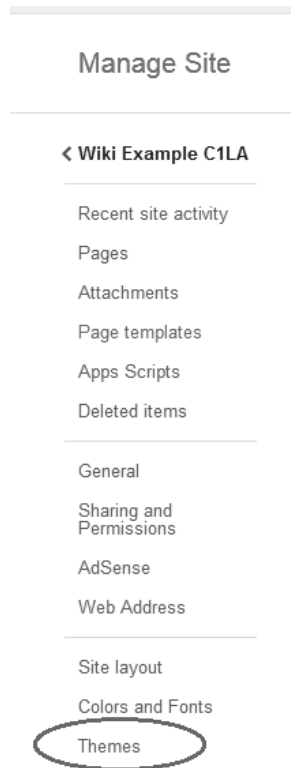 Manage Site
Wiki Example C1LA
Recent site activity
Pages
Attachments
Page templates
Apps Scripts
Deleted items
General
Sharing and
Permissions
AdSense
Web Address
Site layout
Colors and Fonts
Themes